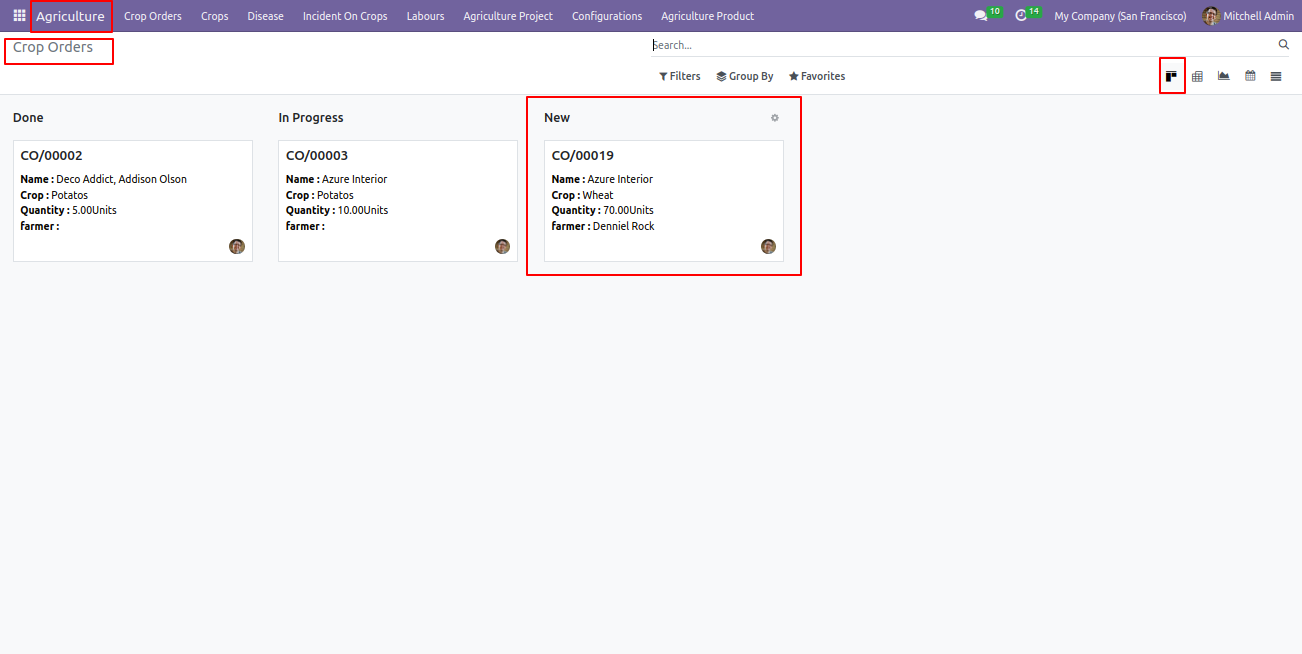 Agriculture Crop Orders Crops Disease Incident On Crops Labours Agriculture Project Configurations Agriculture Product 10 14 My Company (San Francisco) Mitchell Admin
Crop Orders Search...
Filters Group By Favorites
Done
CO/00002
Name : Deco Addict, Addison Olson
Crop : Potatos
Quantity : 5.00Units
farmer :
In Progress
CO/00003
Name : Azure Interior
Crop : Potatos
Quantity : 10.00Units
farmer :
New
CO/00019
Name : Azure Interior
Crop : Wheat
Quantity : 70.00Units
farmer : Denniel Rock